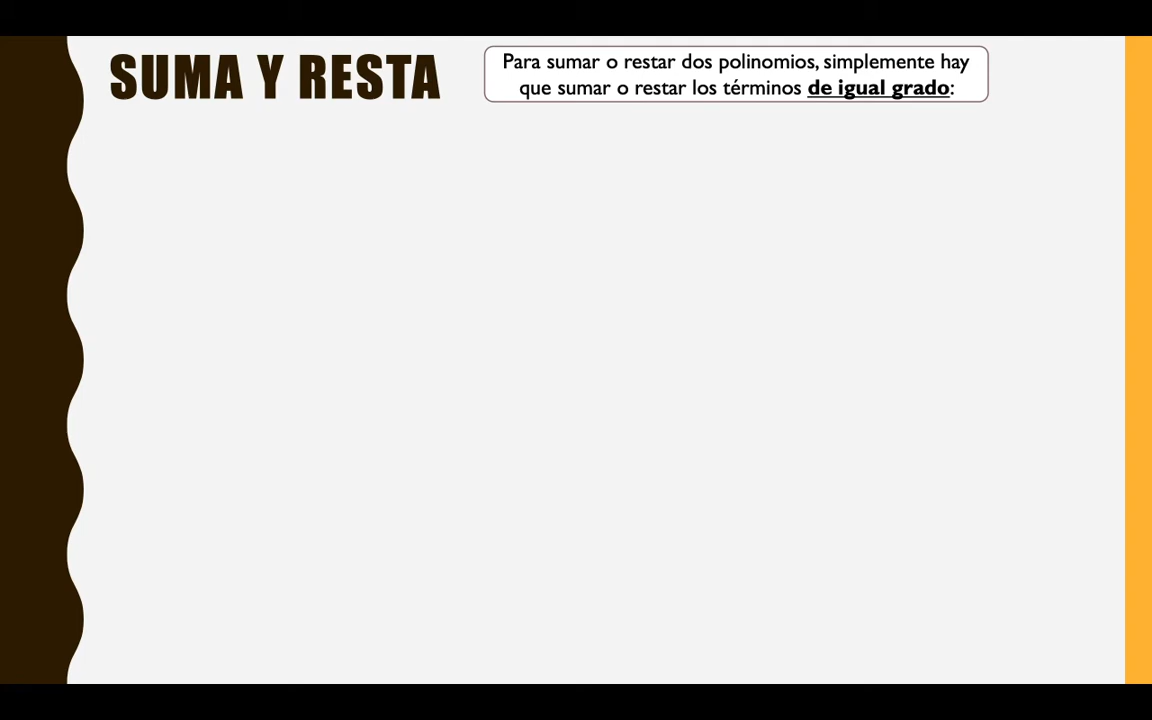 SUMA Y RESTA
Para sumar o restar dos polinomios, simplemente hay
que sumar o restar los términos de igual grado: